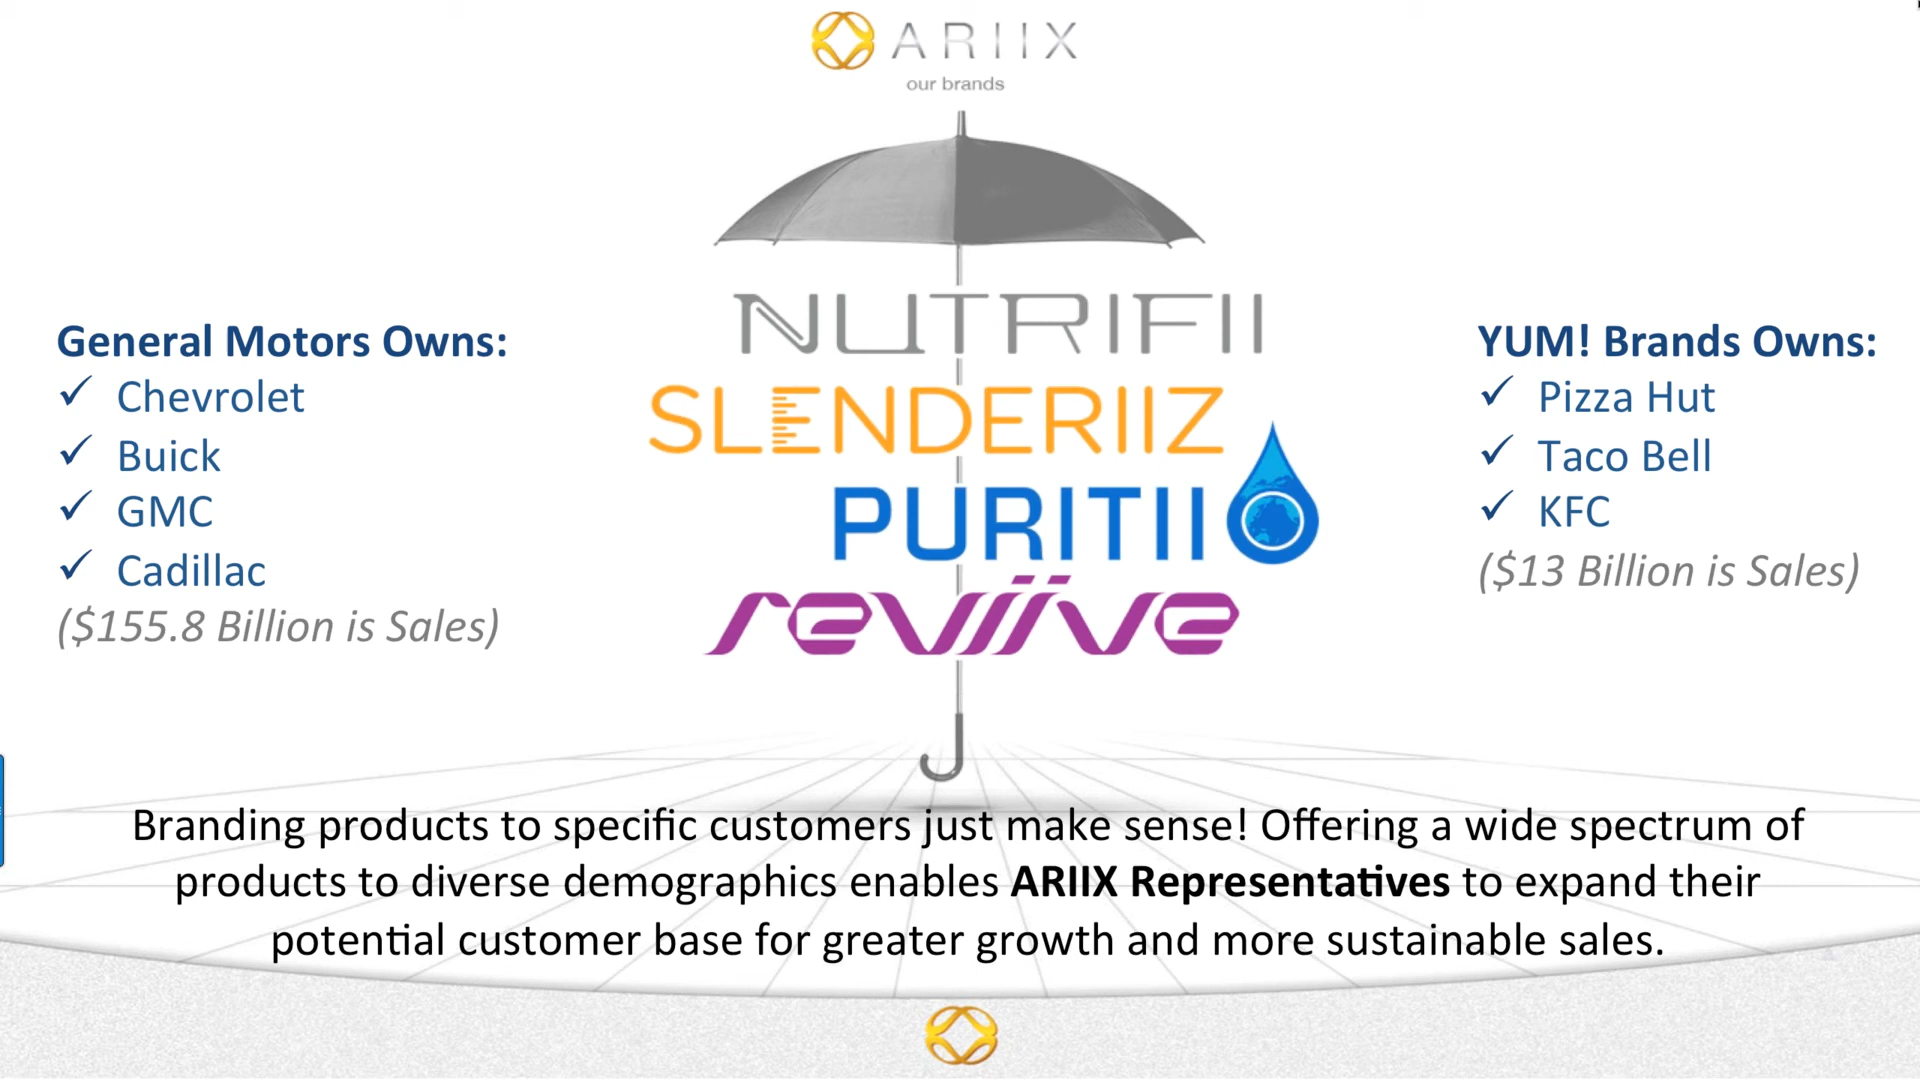 ARIIX
our brands
NUTRIFII
SLENDERIIZ
PURITII
reviive
General Motors Owns:
✓ Chevrolet
✓ Buick
✓ GMC
✓ Cadillac
($155.8 Billion is Sales)
YUM! Brands Owns:
✓ Pizza Hut
✓ Taco Bell
✓ KFC
($13 Billion is Sales)
Branding products to specific customers just make sense! Offering a wide spectrum of
products to diverse demographics enables ARIIX Representatives to expand their
potential customer base for greater growth and more sustainable sales.